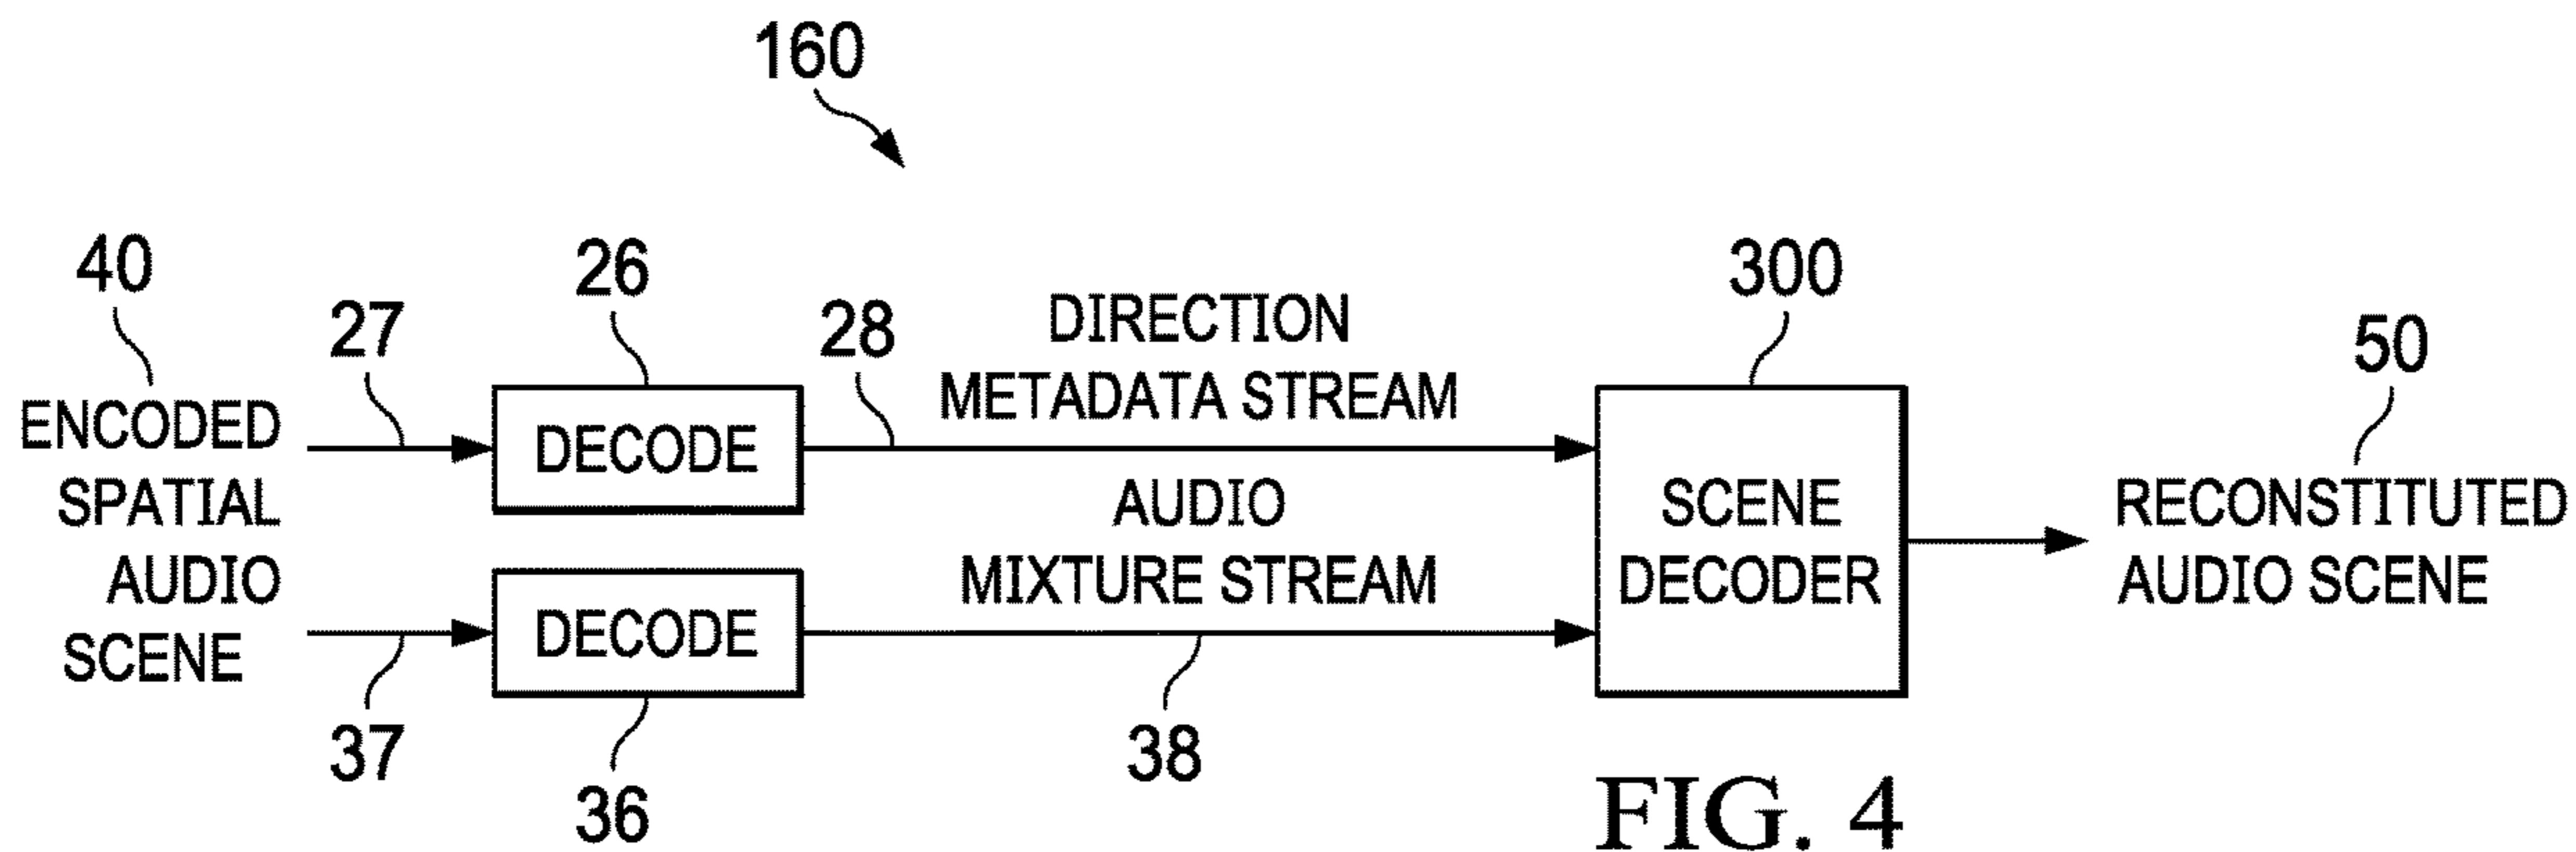 160
40
ENCODED
SPATIAL
AUDIO
SCENE
27
37
26
DECODE
DECODE
36
28
DIRECTION
METADATA STREAM
AUDIO
MIXTURE STREAM
38
300
SCENE
DECODER
50
RECONSTITUTED
AUDIO SCENE
FIG. 4